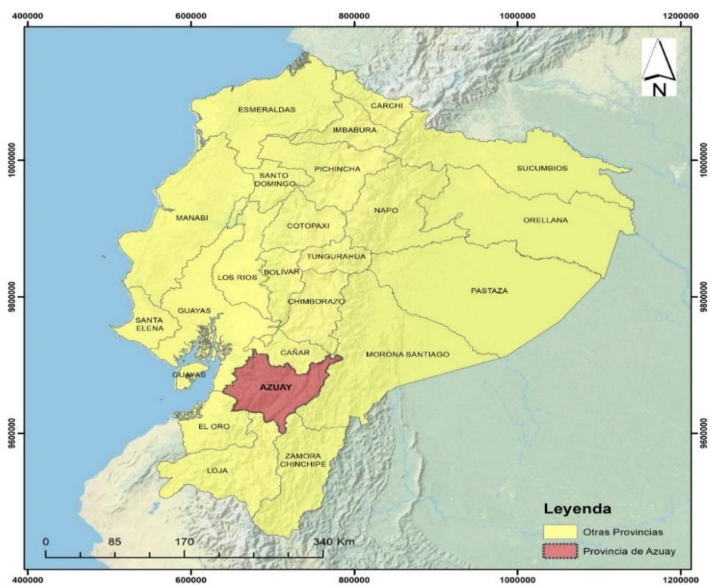 400000 600000 800000 1000000 1200000
N
ESMERALDAS
CARCHI
IMBABURA
10000000 10000000
PICHINCHA
SUCUMBIOS
SANTO
DOMINGO
NAPO
MANABI
ORELLANA
COTOPAXI
TUNGURAHUA
LOS RIOS
BOLIVAR
PASTAZA
9800000 9800000
CHIMBORAZO
GUAYAS
SANTA
ELENA
CAÑAR
MORONA SANTIAGO
GUAYAS
AZUAY
EL ORO
9600000 9600000
ZAMORA
CHINCHIPE
LOJA
Leyenda
Otras Provincias
Provincia de Azuay
0 85 170 340 Km
400000 600000 800000 1000000 1200000